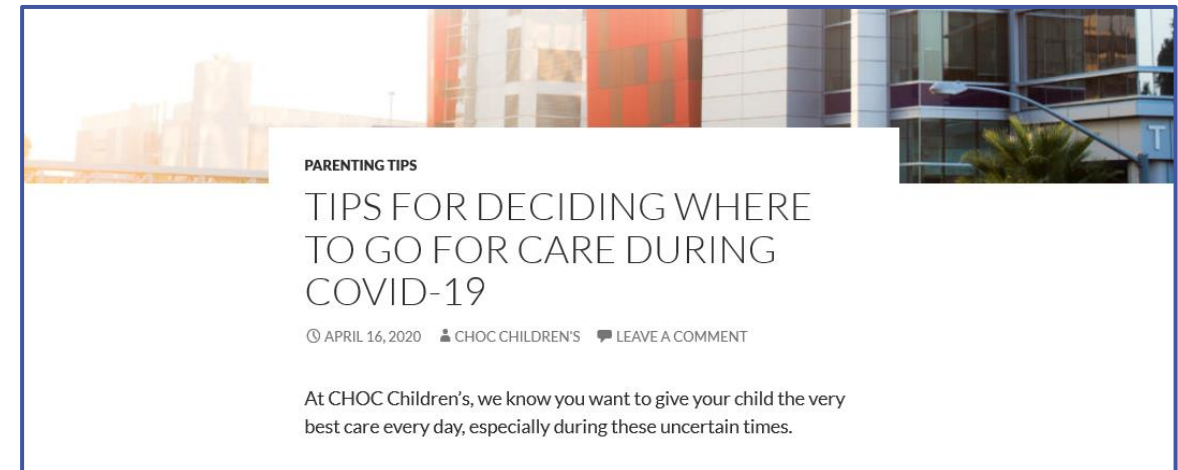 T
PARENTING TIPS
TIPS FOR DECIDING WHERE
TO GO FOR CARE DURING
COVID-19
APRIL 16, 2020 CHOC CHILDREN'S LEAVE A COMMENT
At CHOC Children's, we know you want to give your child the very
best care every day, especially during these uncertain times.